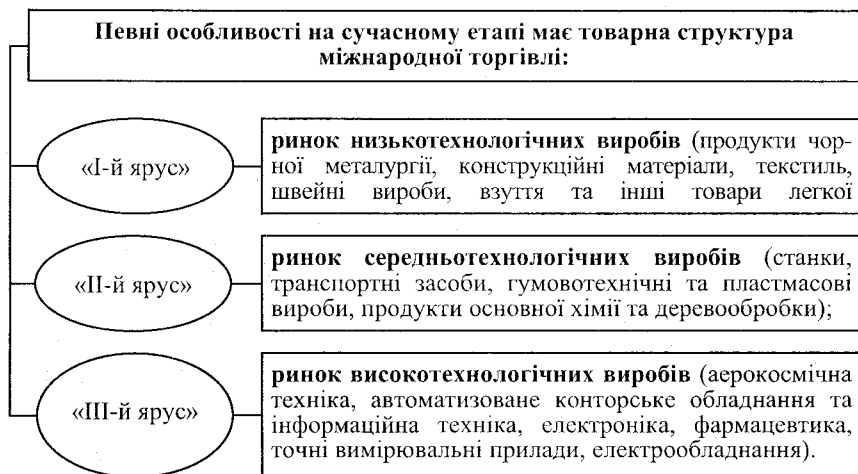 Певні особливості на сучасному етапі має товарна структура
міжнародної торгівлі:
«І-й ярус»
ринок низькотехнологічних виробів (продукти чор-
ної металургії, конструкційні матеріали, текстиль,
швейні вироби, взуття та інші товари легкої
«ІІ-й ярус»
ринок середньотехнологічних виробів (станки,
транспортні засоби, гумовотехнічні та пластмасові
вироби, продукти основної хімії та деревообробки);
«ІІІ-й ярус»
ринок високотехнологічних виробів (аерокосмічна
техніка, автоматизоване конторське обладнання та
інформаційна техніка, електроніка, фармацевтика,
точні вимірювальні прилади, електрообладнання).